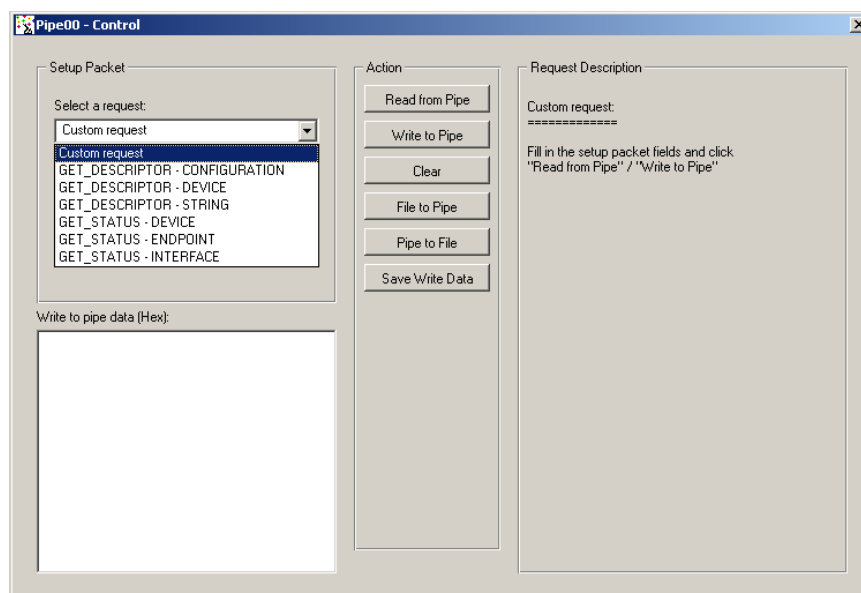 Pipe00 - Control
Setup Packet
Select a request:
Custom request
Custom request
GET_DESCRIPTOR - CONFIGURATION
GET_DESCRIPTOR - DEVICE
GET_DESCRIPTOR - STRING
GET_STATUS - DEVICE
GET_STATUS - ENDPOINT
GET_STATUS - INTERFACE
Write to pipe data (Hex):
Action
Read from Pipe
Write to Pipe
Clear
File to Pipe
Pipe to File
Save Write Data
Request Description
Custom request:
=============
Fill in the setup packet fields and click
"Read from Pipe" / "Write to Pipe"